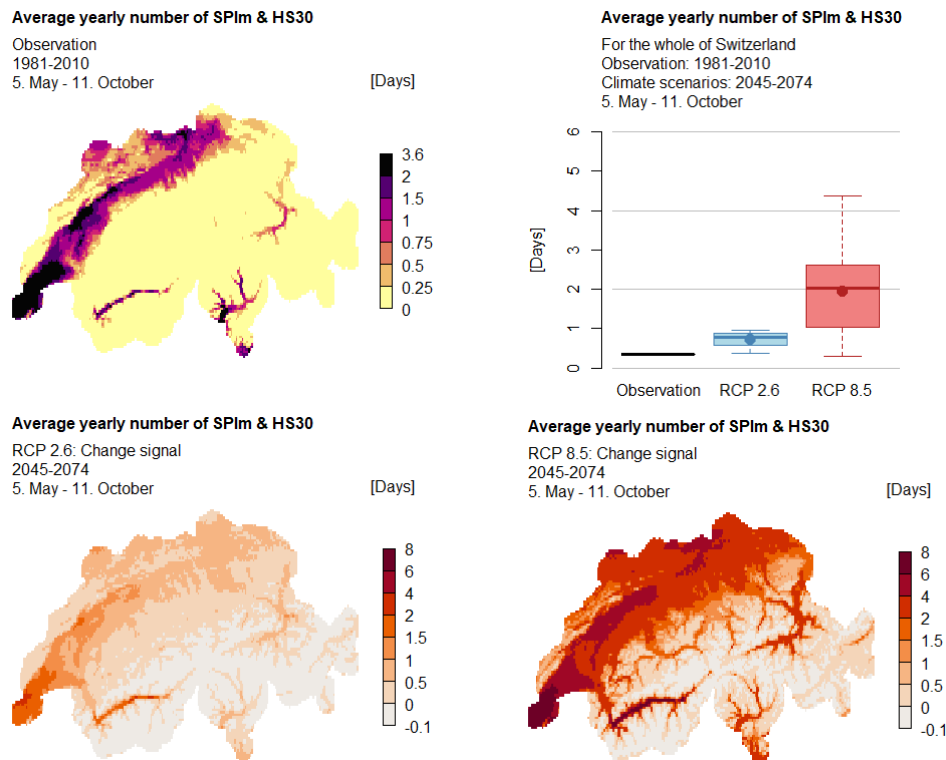 Average yearly number of SPIm & HS30
Observation
1981-2010
5. May - 11. October
[Days]
3.6
2
1.5
1
0.75
0.5
0.25
0
Average yearly number of SPIm & HS30
For the whole of Switzerland
Observation: 1981-2010
Climate scenarios: 2045-2074
5. May - 11. October
[Days]
6
5
4
3
2
1
0
Observation
RCP 2.6
RCP 8.5
Average yearly number of SPIm & HS30
RCP 2.6: Change signal
2045-2074
5. May - 11. October
[Days]
8
6
4
2
1.5
1
0.5
0
-0.1
Average yearly number of SPIm & HS30
RCP 8.5: Change signal
2045-2074
5. May - 11. October
[Days]
8
6
4
2
1.5
1
0.5
0
-0.1